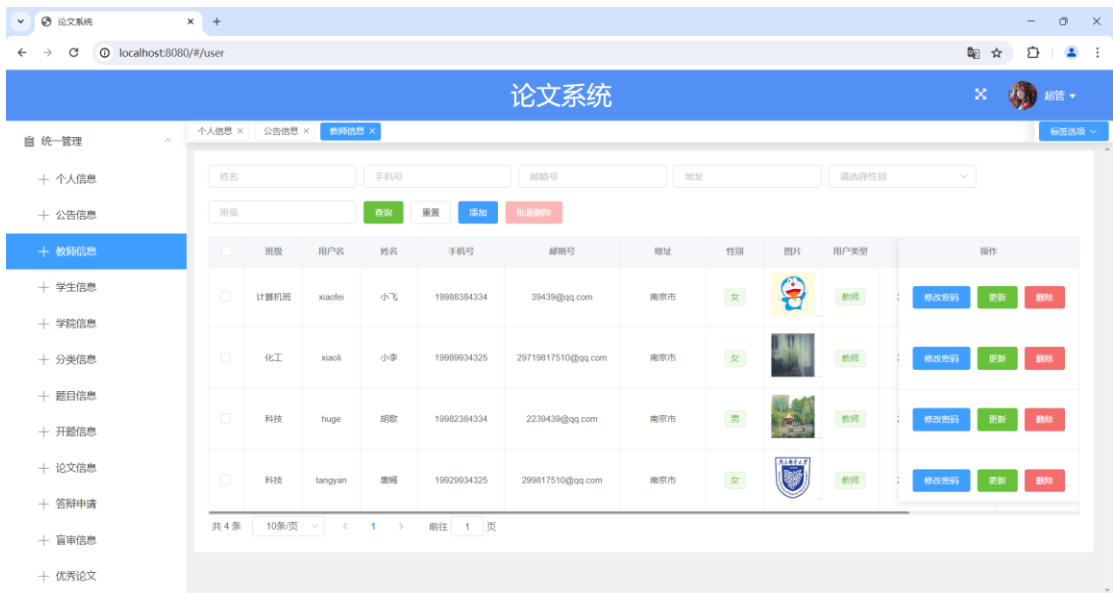 论文系统
localhost:8080/#/user
论文系统
超管
统一管理
个人信息
公告信息
教师信息
学生信息
学院信息
分类信息
题目信息
开题信息
论文信息
答辩申请
盲审信息
优秀论文
个人信息 × 公告信息 × 教师信息 × 标签选项
姓名 手机号 邮箱号 地址 请选择性别
班级 查询 重置 添加 批量删除
班级 用户名 姓名 手机号 邮箱号 地址 性别 图片 用户类型 操作
计算机班 xiaofei 小飞 19988384334 39439@qq.com 南京市 女 教师 修改密码 更新 删除
化工 xiaoli 小李 19989934325 29719817510@qq.com 南京市 女 教师 修改密码 更新 删除
科技 huge 胡歌 19982384334 2239439@qq.com 南京市 男 教师 修改密码 更新 删除
科技 tangyan 唐嫣 19929934325 299817510@qq.com 南京市 女 教师 修改密码 更新 删除
共 4 条 10条/页 1 前往 1 页